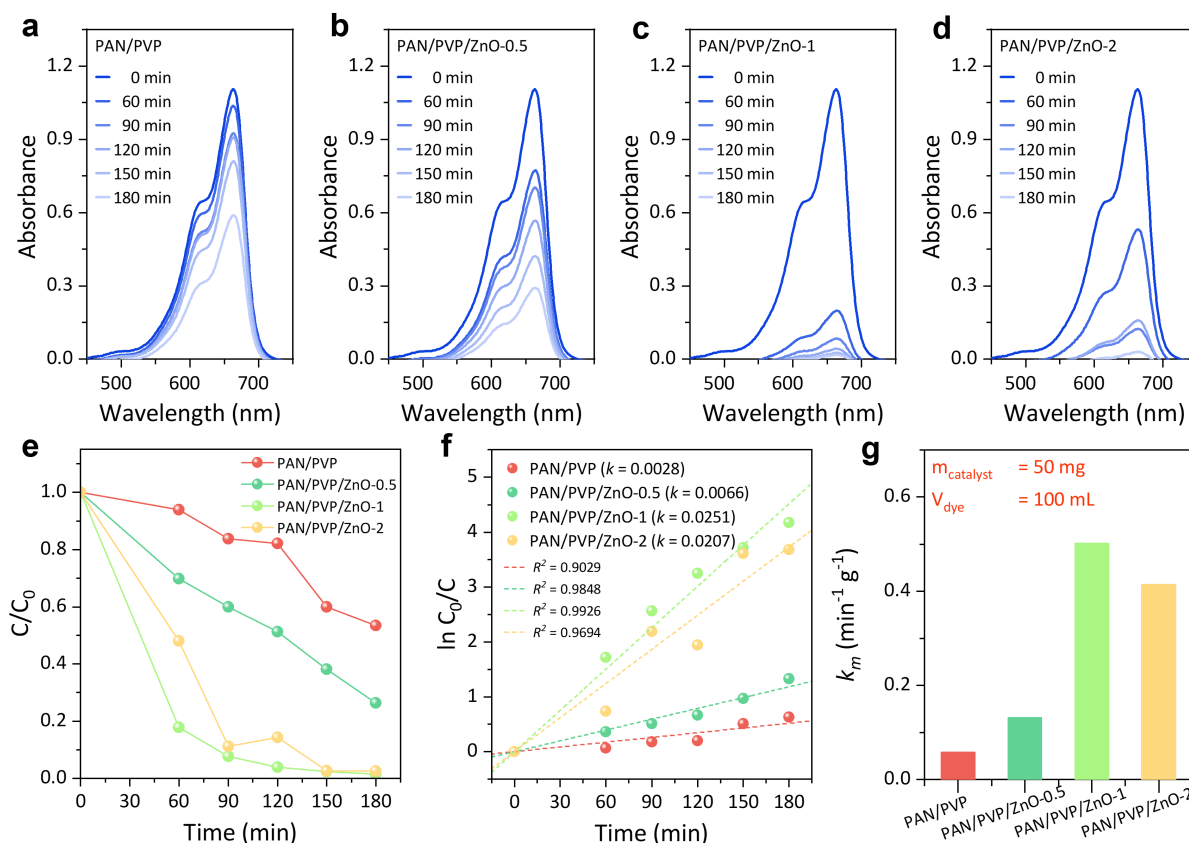 a
PAN/PVP
0 min
60 min
90 min
120 min
150 min
180 min
1.2
0.9
0.6
0.3
0.0
Absorbance
500
600
700
Wavelength (nm)
b
PAN/PVP/ZnO-0.5
0 min
60 min
90 min
120 min
150 min
180 min
1.2
0.9
0.6
0.3
0.0
Absorbance
500
600
700
Wavelength (nm)
c
PAN/PVP/ZnO-1
0 min
60 min
90 min
120 min
150 min
180 min
1.2
0.9
0.6
0.3
0.0
Absorbance
500
600
700
Wavelength (nm)
d
PAN/PVP/ZnO-2
0 min
60 min
90 min
120 min
150 min
180 min
1.2
0.9
0.6
0.3
0.0
Absorbance
500
600
700
Wavelength (nm)
e
PAN/PVP
PAN/PVP/ZnO-0.5
PAN/PVP/ZnO-1
PAN/PVP/ZnO-2
1.0
0.8
0.6
0.4
0.2
0.0
C/C0
0
30
60
90
120
150
180
Time (min)
f
PAN/PVP (k = 0.0028)
PAN/PVP/ZnO-0.5 (k = 0.0066)
PAN/PVP/ZnO-1 (k = 0.0251)
PAN/PVP/ZnO-2 (k = 0.0207)
R² = 0.9029
R² = 0.9848
R² = 0.9926
R² = 0.9694
5
4
3
2
1
0
ln C0/C
0
30
60
90
120
150
180
Time (min)
g
mcatalyst = 50 mg
Vdye = 100 mL
0.6
0.4
0.2
0.0
km (min⁻¹ g⁻¹)
PAN/PVP
PAN/PVP/ZnO-0.5
PAN/PVP/ZnO-1
PAN/PVP/ZnO-2